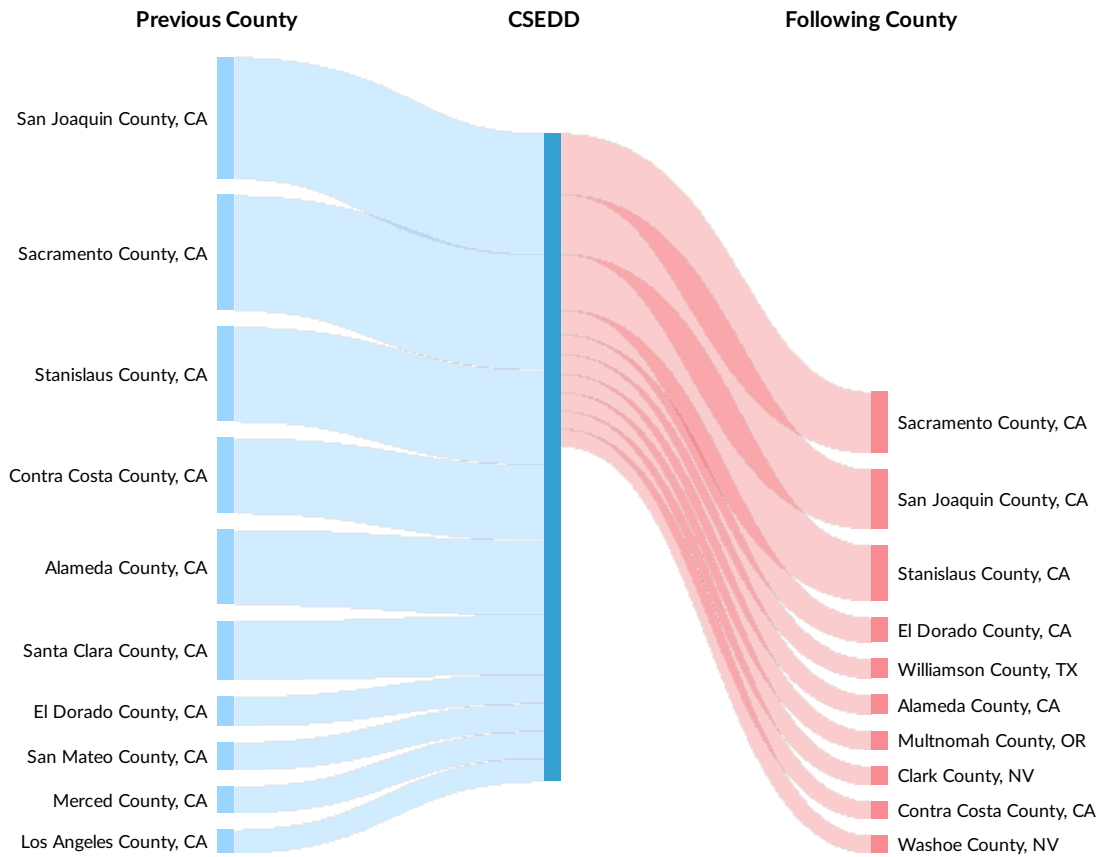 Previous County
CSEDD
Following County
San Joaquin County, CA
Sacramento County, CA
Stanislaus County, CA
Contra Costa County, CA
Alameda County, CA
Santa Clara County, CA
El Dorado County, CA
San Mateo County, CA
Merced County, CA
Los Angeles County, CA
Sacramento County, CA
San Joaquin County, CA
Stanislaus County, CA
El Dorado County, CA
Williamson County, TX
Alameda County, CA
Multnomah County, OR
Clark County, NV
Contra Costa County, CA
Washoe County, NV